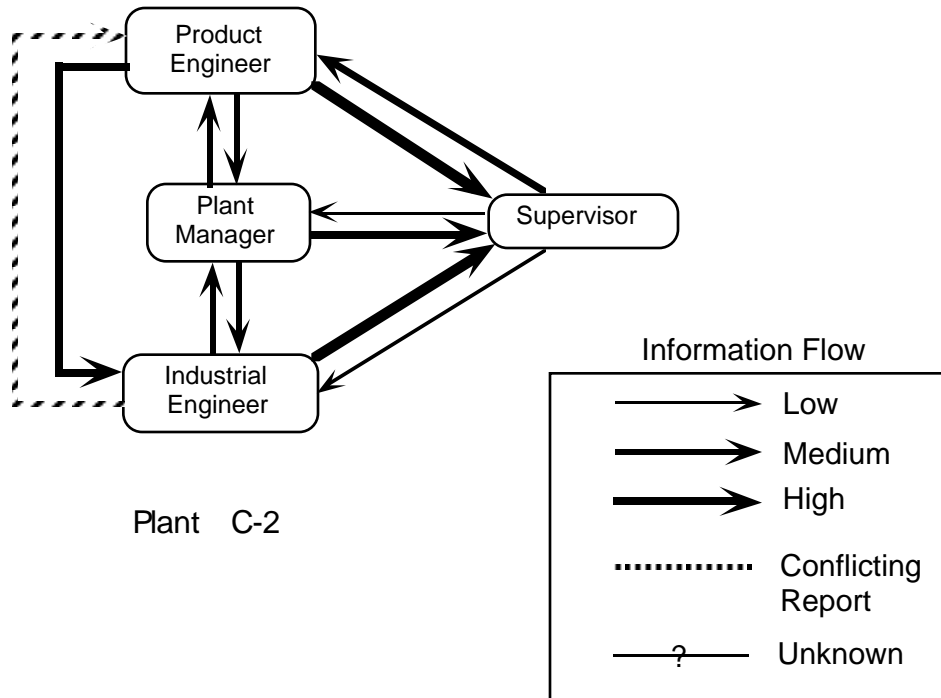 Product
Engineer
Plant
Manager
Supervisor
Industrial
Engineer
Plant C-2
Information Flow
Low
Medium
High
Conflicting
Report
? Unknown